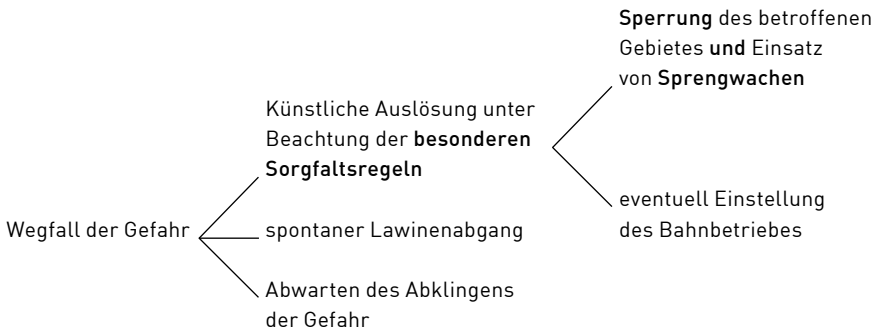 Sperrung des betroffenen
Gebietes und Einsatz
von Sprengwachen
Künstliche Auslösung unter
Beachtung der besonderen
Sorgfaltsregeln
eventuell Einstellung
des Bahnbetriebes
Wegfall der Gefahr
spontaner Lawinenabgang
Abwarten des Abklingens
der Gefahr